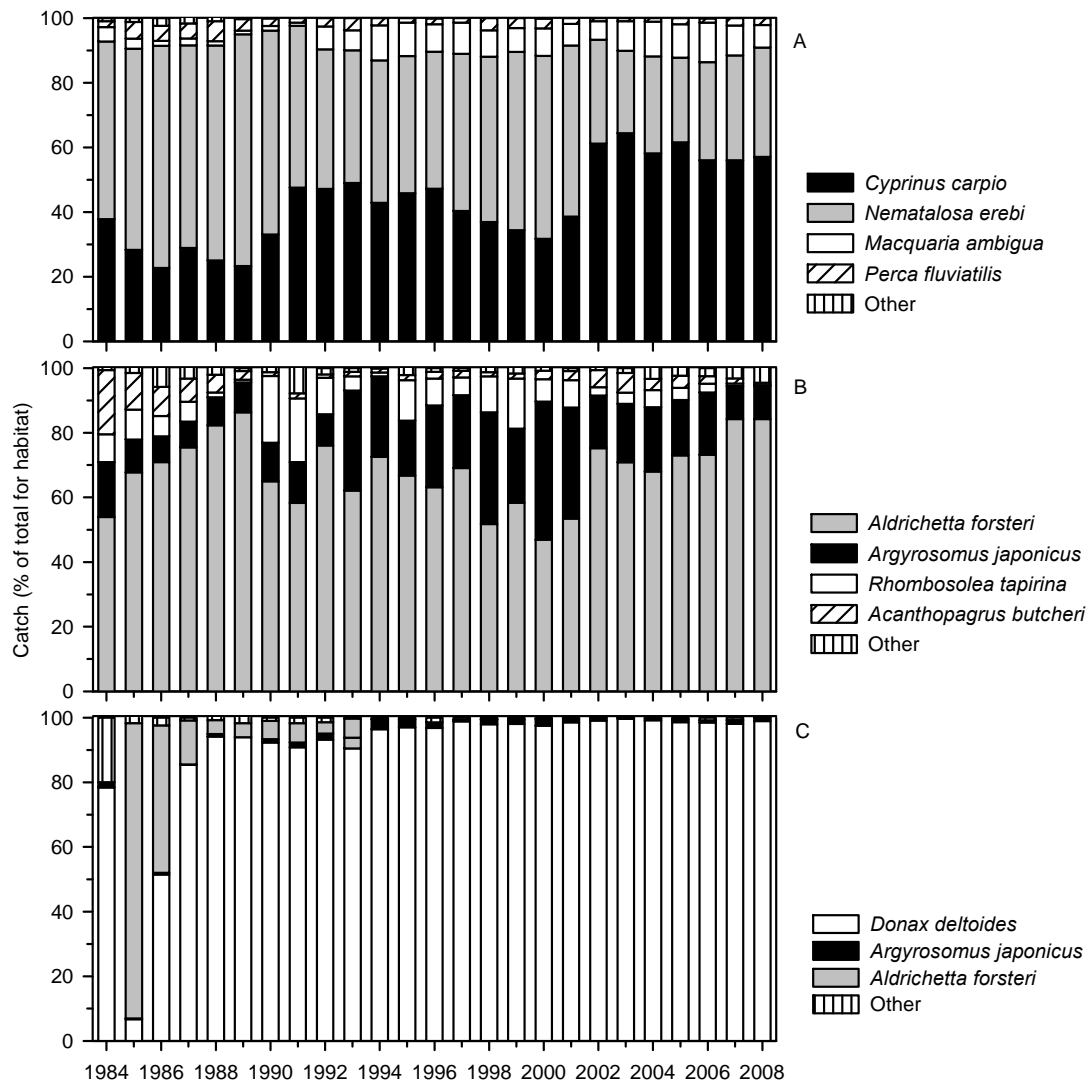 100
80
60
40
20
0
A
Cyprinus carpio
Nematalosa erebi
Macquaria ambigua
Perca fluviatilis
Other
Catch (% of total for habitat)
100
80
60
40
20
0
B
Aldrichetta forsteri
Argyrosomus japonicus
Rhombosolea tapirina
Acanthopagrus butcheri
Other
100
80
60
40
20
0
C
Donax deltoides
Argyrosomus japonicus
Aldrichetta forsteri
Other
1984 1986 1988 1990 1992 1994 1996 1998 2000 2002 2004 2006 2008